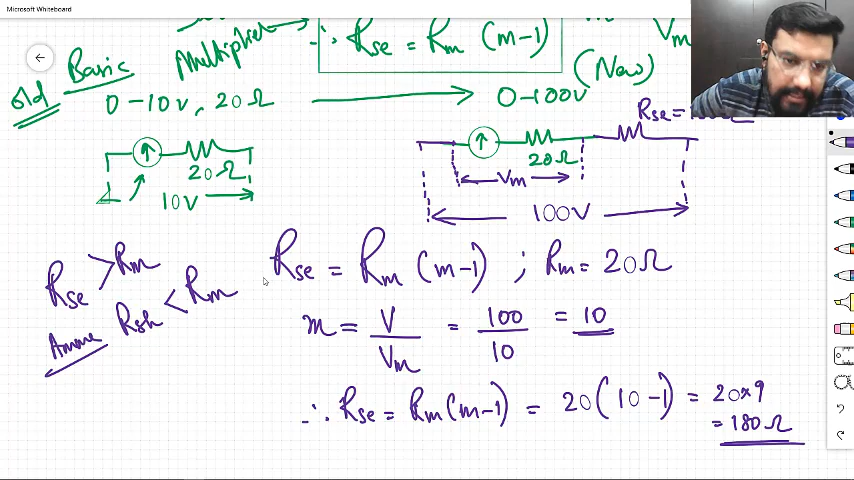 Microsoft Whiteboard
Multiplier
∴ Rse = Rm (m-1)
Vm
(New)
old Basic
0-10V, 20Ω
0-100V
Rse =
20Ω
10V
20Ω
Vm
100V
Rse > Rm
Amme Rsh < Rm
Rse = Rm (m-1) ; Rm = 20Ω
m = V/Vm = 100/10 = 10
∴ Rse = Rm (m-1) = 20 (10-1) = 20×9
= 180Ω